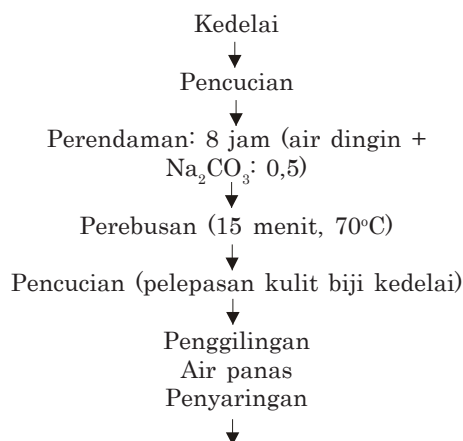 Kedelai
Pencucian
Perendaman: 8 jam (air dingin +
Na₂CO₃: 0,5)
Perebusan (15 menit, 70°C)
Pencucian (pelepasan kulit biji kedelai)
Penggilingan
Air panas
Penyaringan